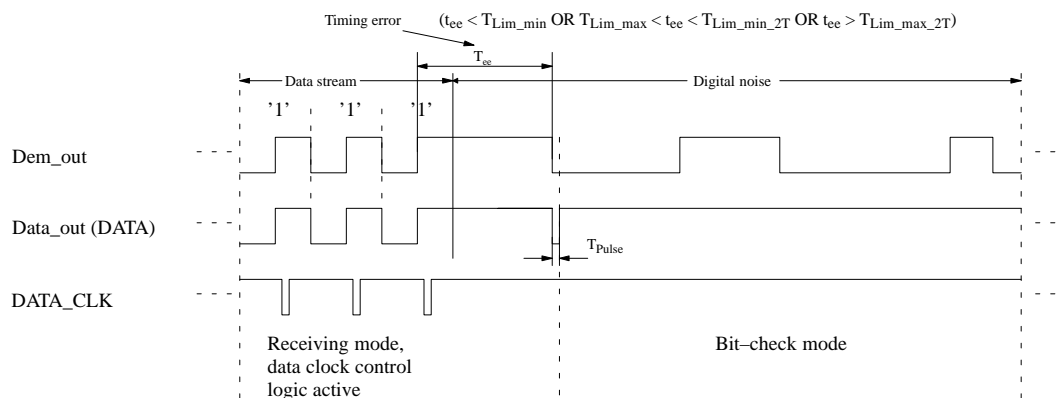 Timing error
(tee < TLim_min OR TLim_max < tee < TLim_min_2T OR tee > TLim_max_2T)
Tee
Data stream
Digital noise
’1’ ’1’ ’1’
Dem_out
Data_out (DATA)
TPulse
DATA_CLK
Receiving mode,
data clock control
logic active
Bit–check mode